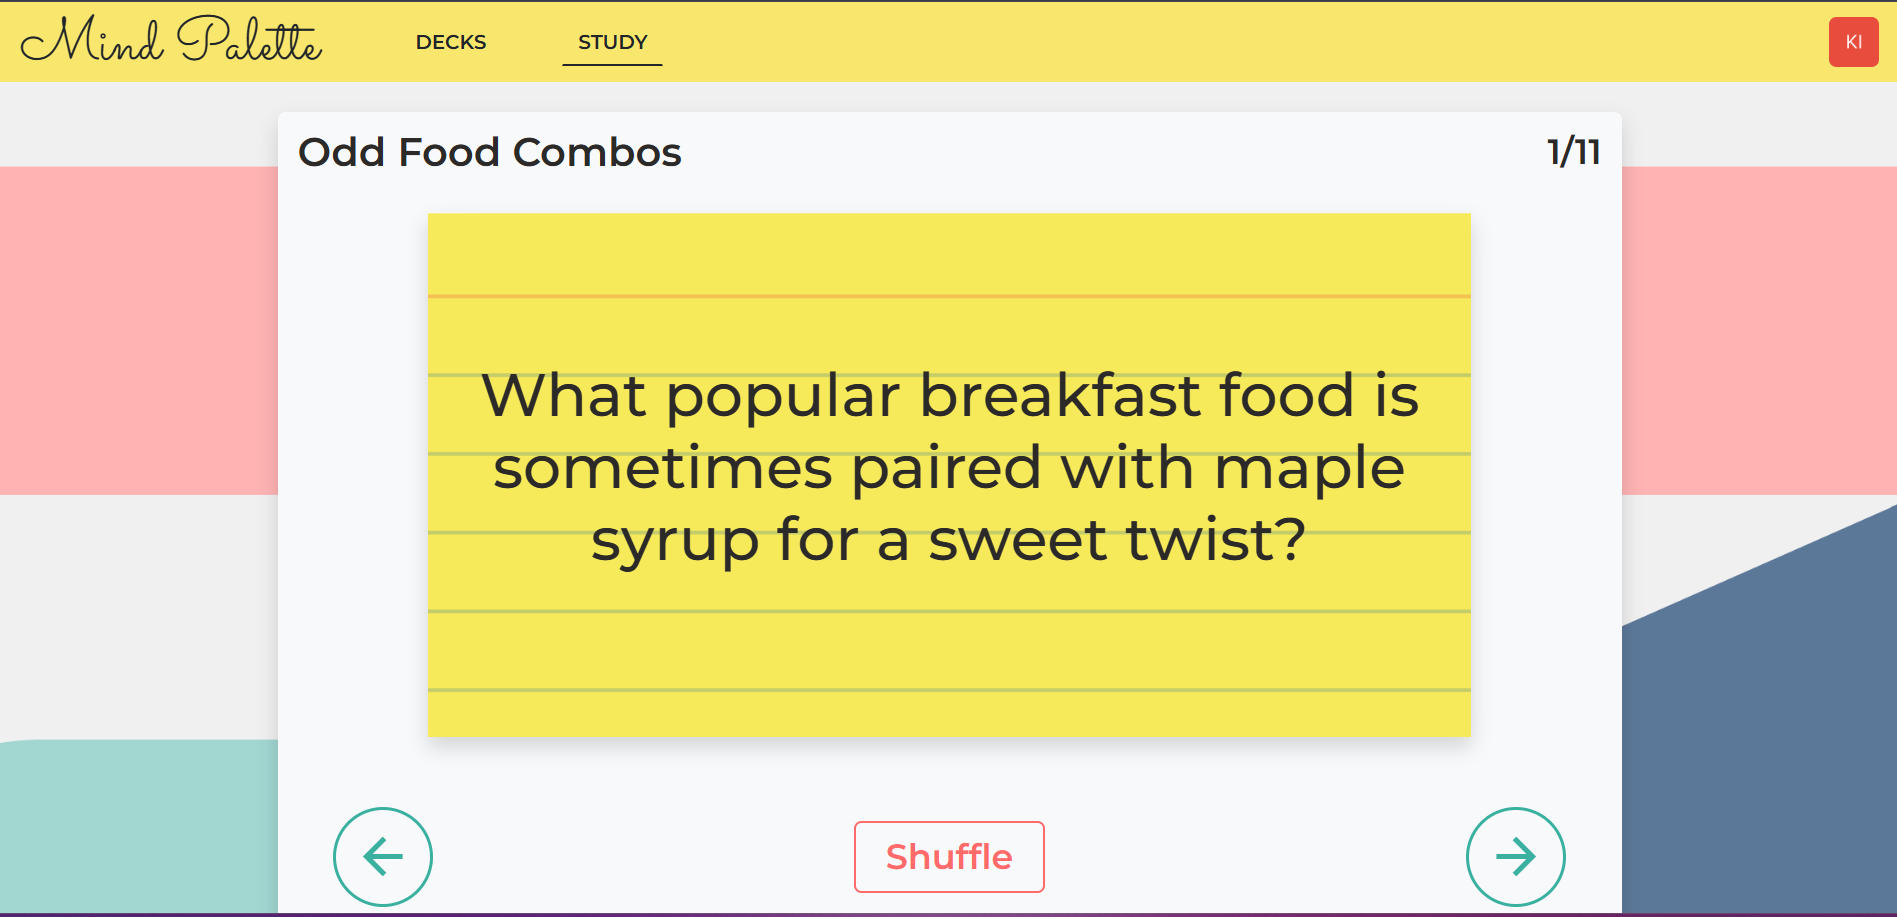 Mind Palette
DECKS
STUDY
KI
Odd Food Combos
1/11
What popular breakfast food is
sometimes paired with maple
syrup for a sweet twist?
Shuffle